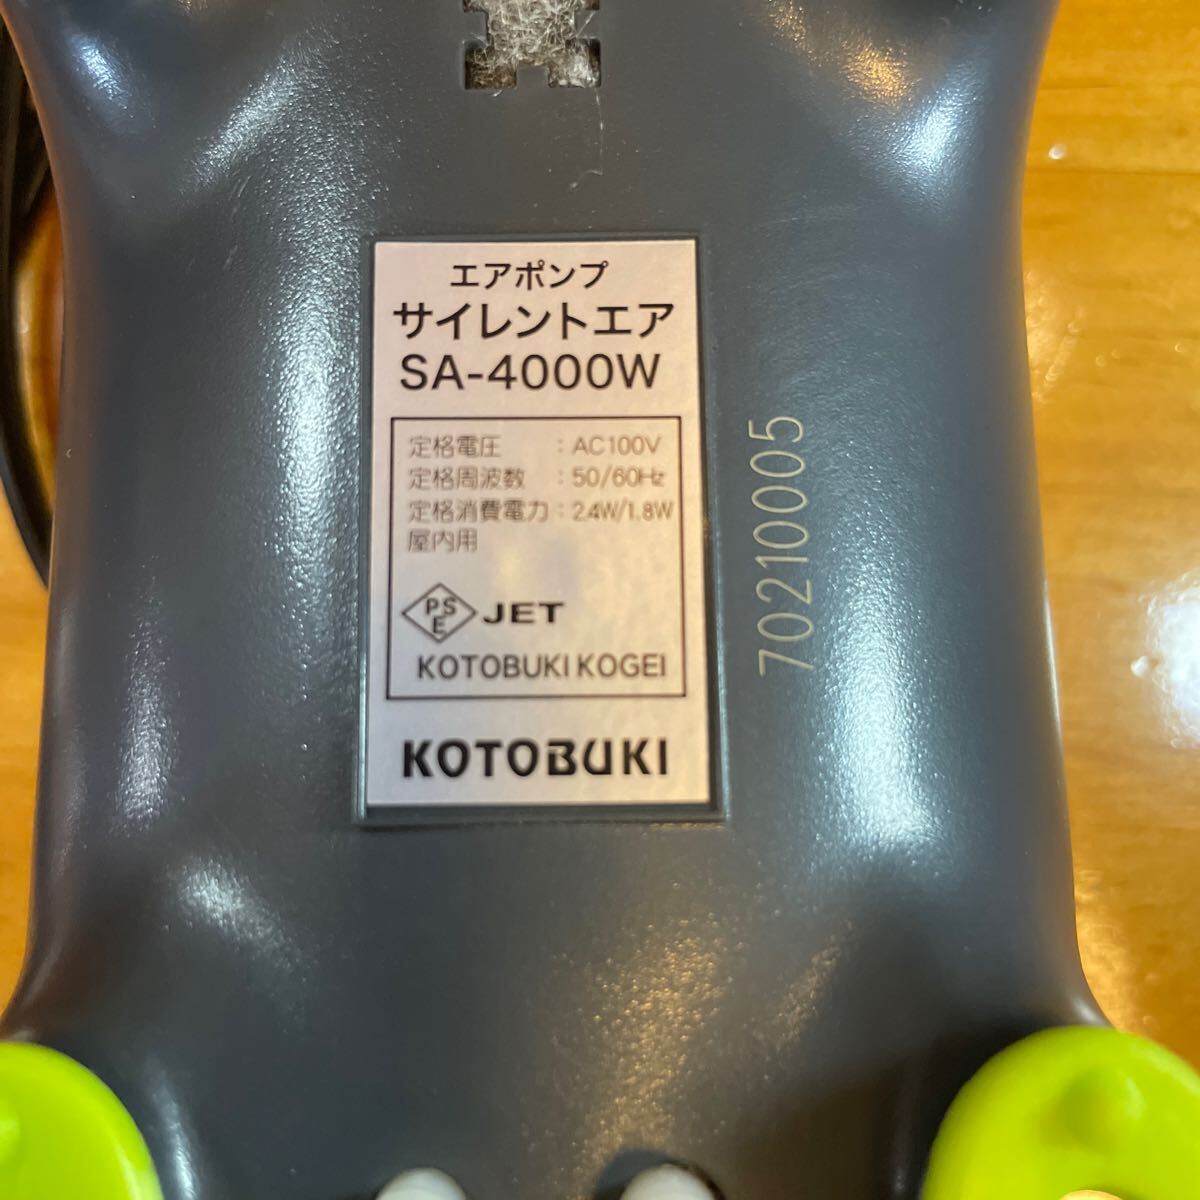 エアポンプ
サイレントエア
SA-4000W
定格電圧 : AC100V
定格周波数 : 50/60Hz
定格消費電力 : 2.4W/1.8W
屋内用
PSE JET
KOTOBUKI KOGEI
KOTOBUKI
70210005